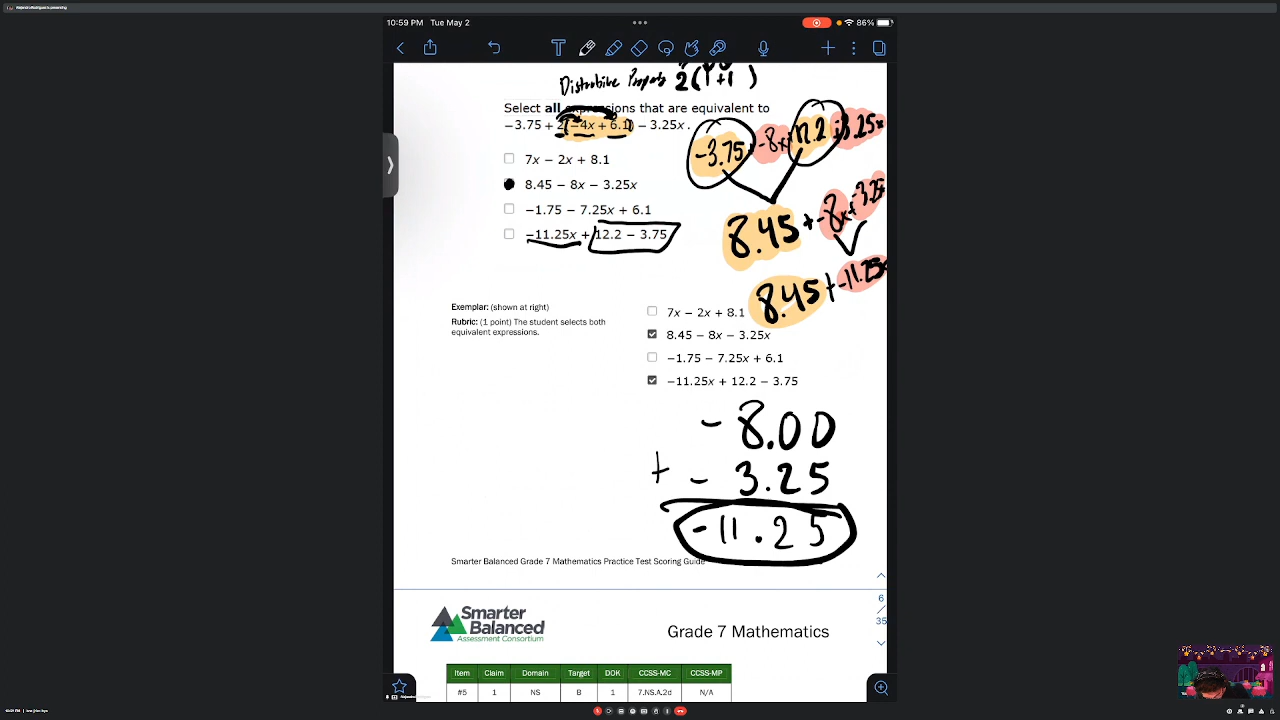 10:59 PM Tue May 2
86%
Distributive Property 2(
Select all expressions that are equivalent to
−3.75 + 2(−4x + 6.1) − 3.25x.
7x − 2x + 8.1
8.45 − 8x − 3.25x
−1.75 − 7.25x + 6.1
−11.25x + 12.2 − 3.75
-3.75 + -8x + 12.2
8.45 + -8x + -3.25x
8.45 + -11.25x
Exemplar: (shown at right)
Rubric: (1 point) The student selects both
equivalent expressions.
7x − 2x + 8.1
8.45 − 8x − 3.25x
−1.75 − 7.25x + 6.1
−11.25x + 12.2 − 3.75
- 8.00
+ - 3.25
-11.25
Smarter Balanced Grade 7 Mathematics Practice Test Scoring Guide
6
/
35
Smarter
Balanced
Assessment Consortium
Grade 7 Mathematics
Item Claim Domain Target DOK CCSS-MC CCSS-MP
#5 1 NS B 1 7.NS.A.2d N/A